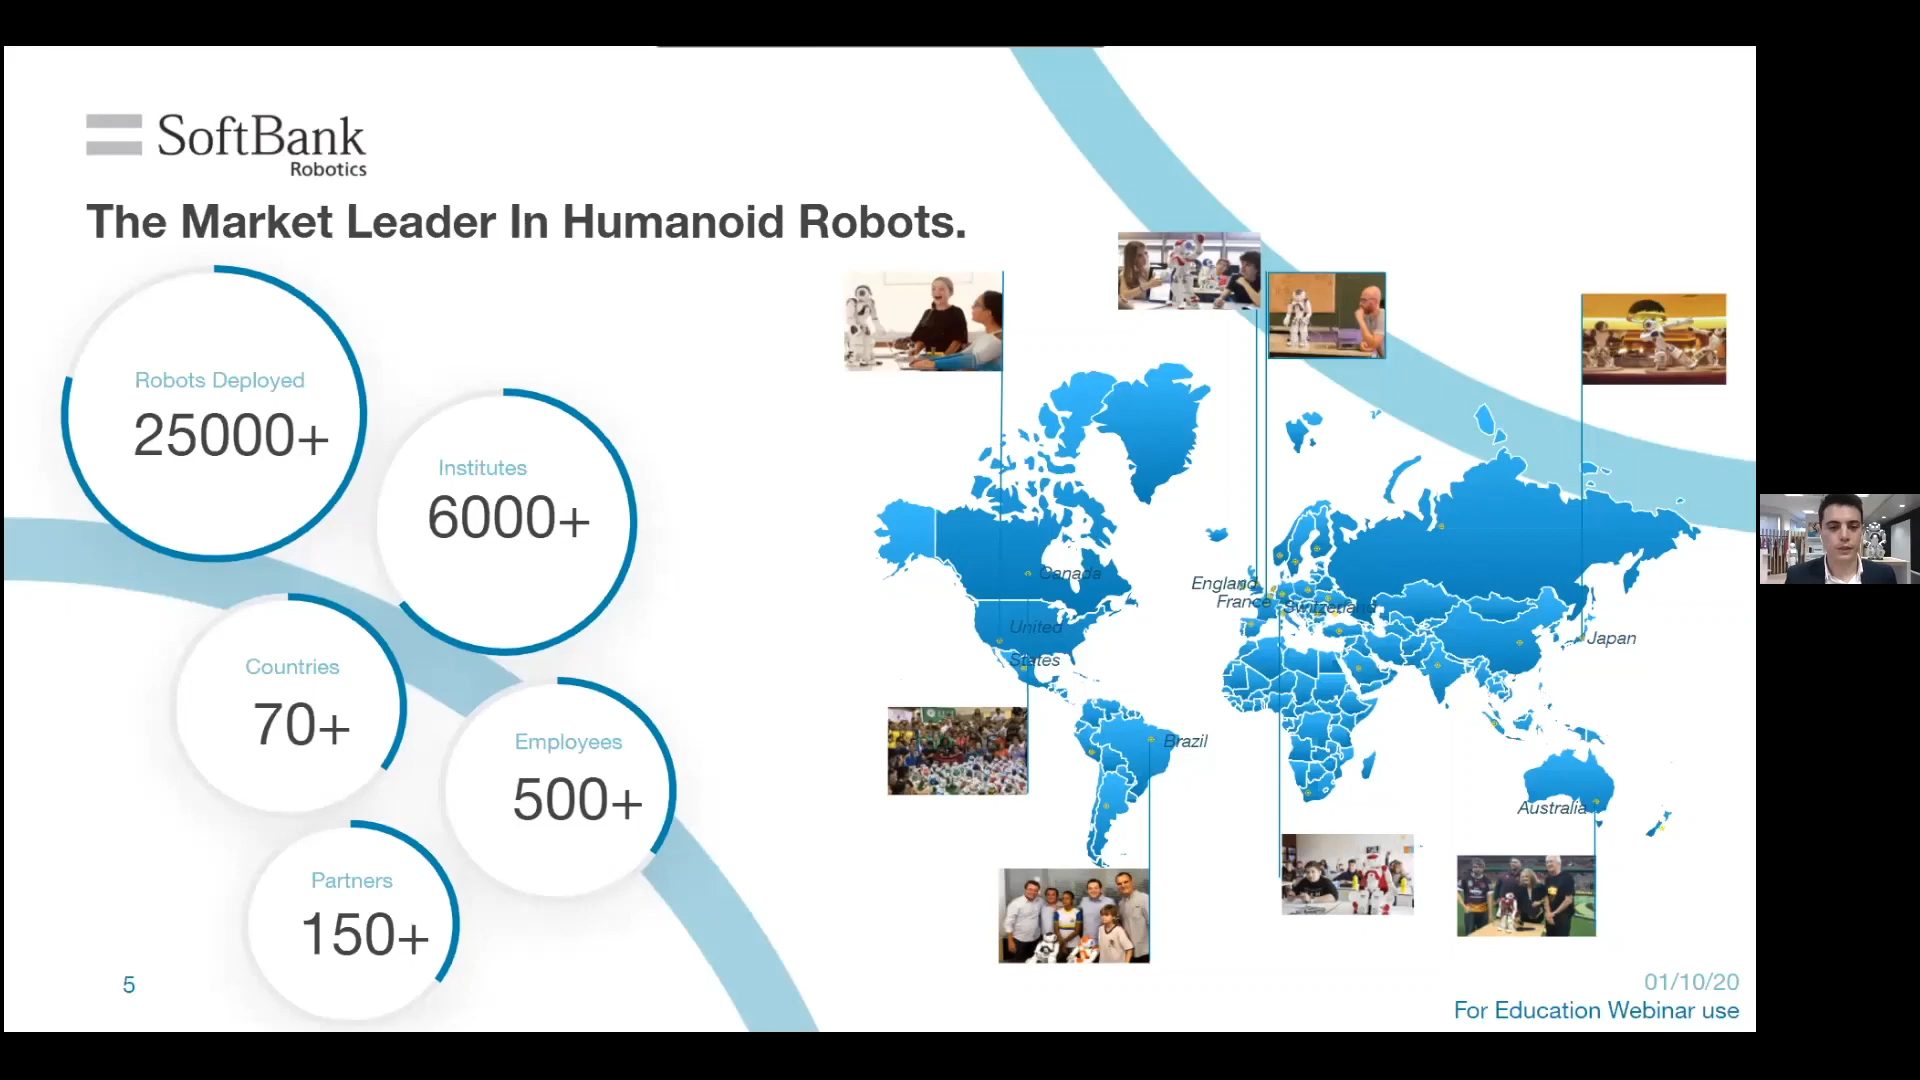 SoftBank
Robotics
The Market Leader In Humanoid Robots.
Robots Deployed
25000+
Institutes
6000+
Countries
70+
Employees
500+
Partners
150+
Canada
United
States
England
France
Switzerland
Japan
Brazil
Australia
5
01/10/20
For Education Webinar use